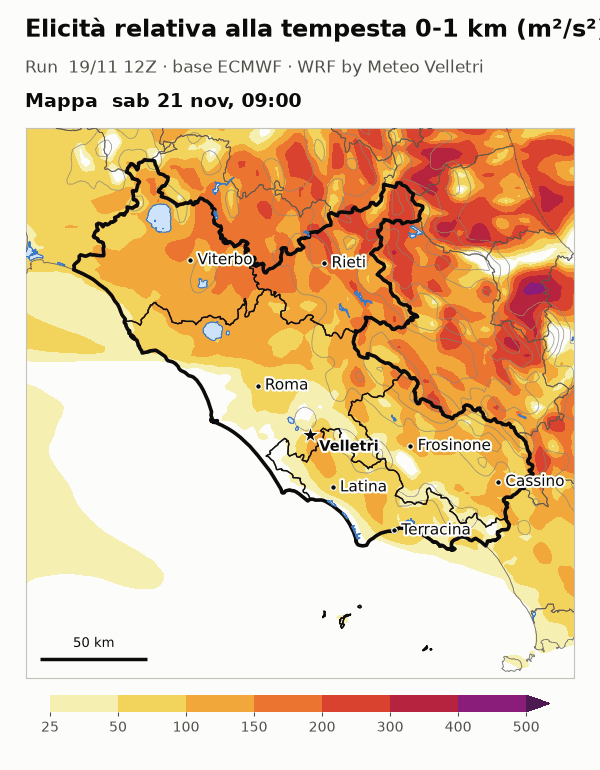 Elicità relativa alla tempesta 0-1 km (m²/s²)
Run  19/11 12Z · base ECMWF · WRF by Meteo Velletri
Mappa  sab 21 nov, 09:00
Viterbo
Rieti
Roma
Velletri
Frosinone
Latina
Cassino
Terracina
50 km
25 50 100 150 200 300 400 500